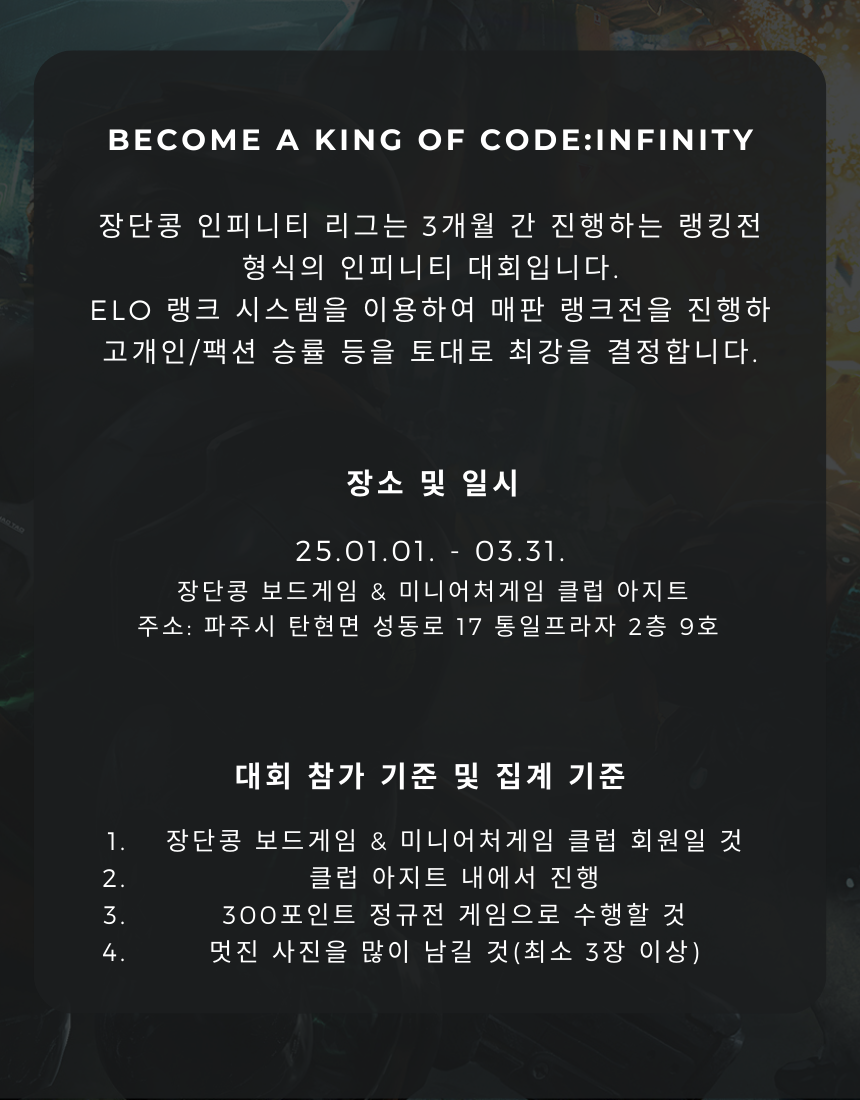 BECOME A KING OF CODE:INFINITY
장단콩 인피니티 리그는 3개월 간 진행하는 랭킹전
형식의 인피니티 대회입니다.
ELO 랭크 시스템을 이용하여 매판 랭크전을 진행하
고개인/팩션 승률 등을 토대로 최강을 결정합니다.
장소 및 일시
25.01.01. - 03.31.
장단콩 보드게임 & 미니어처게임 클럽 아지트
주소: 파주시 탄현면 성동로 17 통일프라자 2층 9호
대회 참가 기준 및 집계 기준
1. 장단콩 보드게임 & 미니어처게임 클럽 회원일 것
2. 클럽 아지트 내에서 진행
3. 300포인트 정규전 게임으로 수행할 것
4. 멋진 사진을 많이 남길 것(최소 3장 이상)